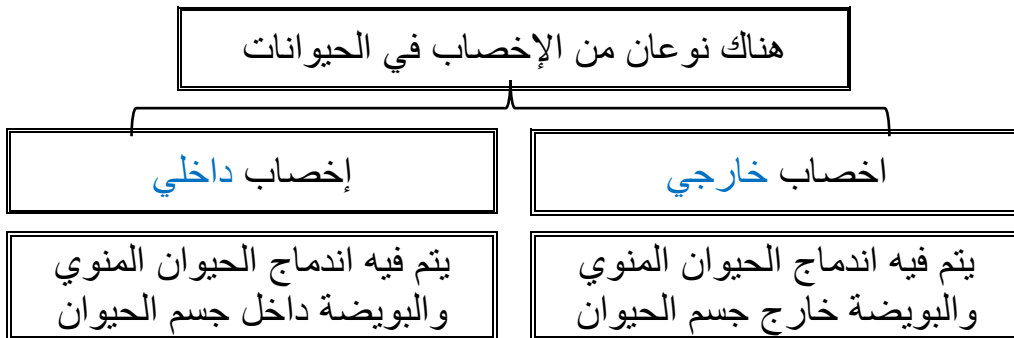 هناك نوعان من الإخصاب في الحيوانات
اخصاب خارجي
إخصاب داخلي
يتم فيه اندماج الحيوان المنوي
والبويضة خارج جسم الحيوان
يتم فيه اندماج الحيوان المنوي
والبويضة داخل جسم الحيوان